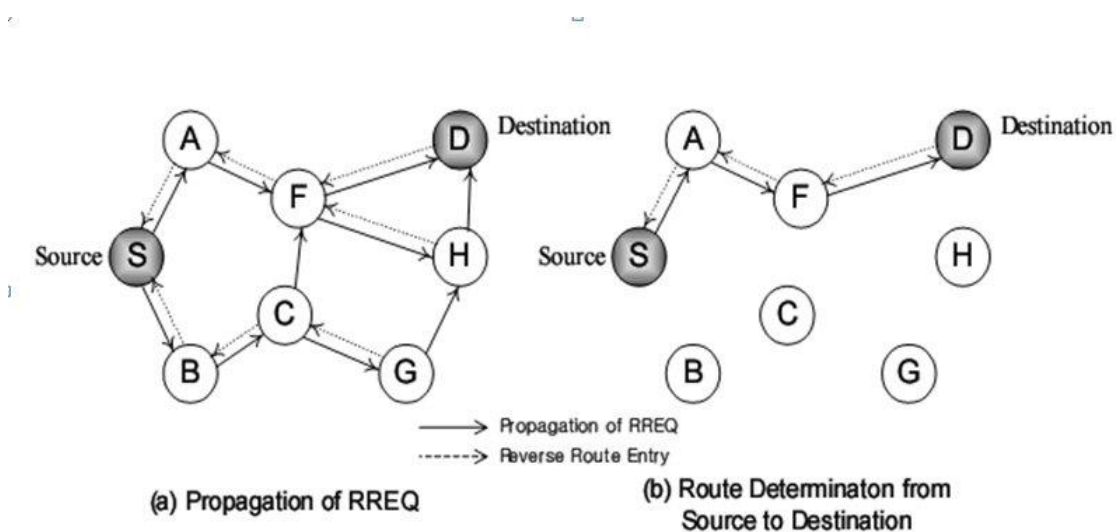 A
D
Destination
F
Source
S
H
C
B
G
A
D
Destination
F
Source
S
H
C
B
G
Propagation of RREQ
Reverse Route Entry
(a) Propagation of RREQ
(b) Route Determinaton from
Source to Destination